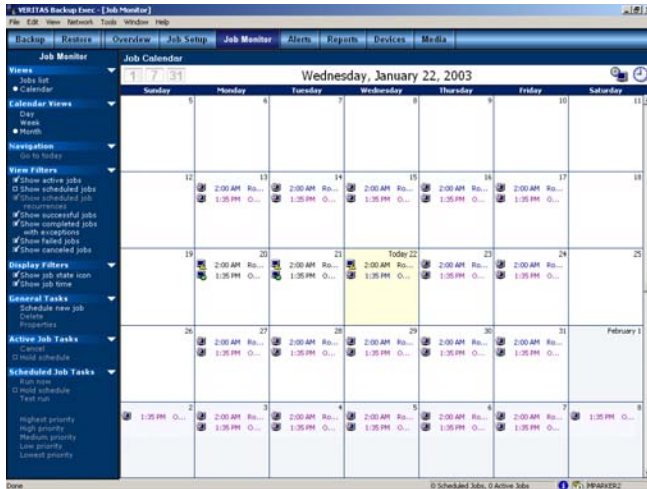 VERITAS Backup Exec - [Job Monitor]
File Edit View Network Tools Window Help
Backup Restore Overview Job Setup Job Monitor Alerts Reports Devices Media
Job Monitor
Job Calendar
Views
Jobs list
Calendar
Calendar Views
Day
Week
Month
Navigation
Go to today
View Filters
Show active jobs
Show scheduled jobs
Show scheduled job
recurrences
Show successful jobs
Show completed jobs
with exceptions
Show failed jobs
Show canceled jobs
Display Filters
Show job state icon
Show job time
General Tasks
Schedule new job
Delete
Properties
Active Job Tasks
Cancel
Hold schedule
Scheduled Job Tasks
Run now
Hold schedule
Test run
Highest priority
High priority
Medium priority
Low priority
Lowest priority
1 7 31
Wednesday, January 22, 2003
Sunday Monday Tuesday Wednesday Thursday Friday Saturday
5 6 7 8 9 10 11
12 13 14 15 16 17 18
2:00 AM Ro... 2:00 AM Ro... 2:00 AM Ro... 2:00 AM Ro... 2:00 AM Ro...
1:35 PM O... 1:35 PM O... 1:35 PM O... 1:35 PM O... 1:35 PM O...
19 20 21 Today 22 23 24 25
2:00 AM Ro... 2:00 AM Ro... 2:00 AM Ro... 2:00 AM Ro... 2:00 AM Ro...
1:35 PM O... 1:35 PM O... 1:35 PM O... 1:35 PM O... 1:35 PM O...
26 27 28 29 30 31 February 1
2:00 AM Ro... 2:00 AM Ro... 2:00 AM Ro... 2:00 AM Ro... 2:00 AM Ro...
1:35 PM O... 1:35 PM O... 1:35 PM O... 1:35 PM O... 1:35 PM O...
2 3 4 5 6 7 8
1:35 PM O... 2:00 AM Ro... 2:00 AM Ro... 2:00 AM Ro... 2:00 AM Ro... 2:00 AM Ro... 1:35 PM O...
1:35 PM O... 1:35 PM O... 1:35 PM O... 1:35 PM O... 1:35 PM O...
Done
0 Scheduled Jobs, 0 Active Jobs
MPARKER2